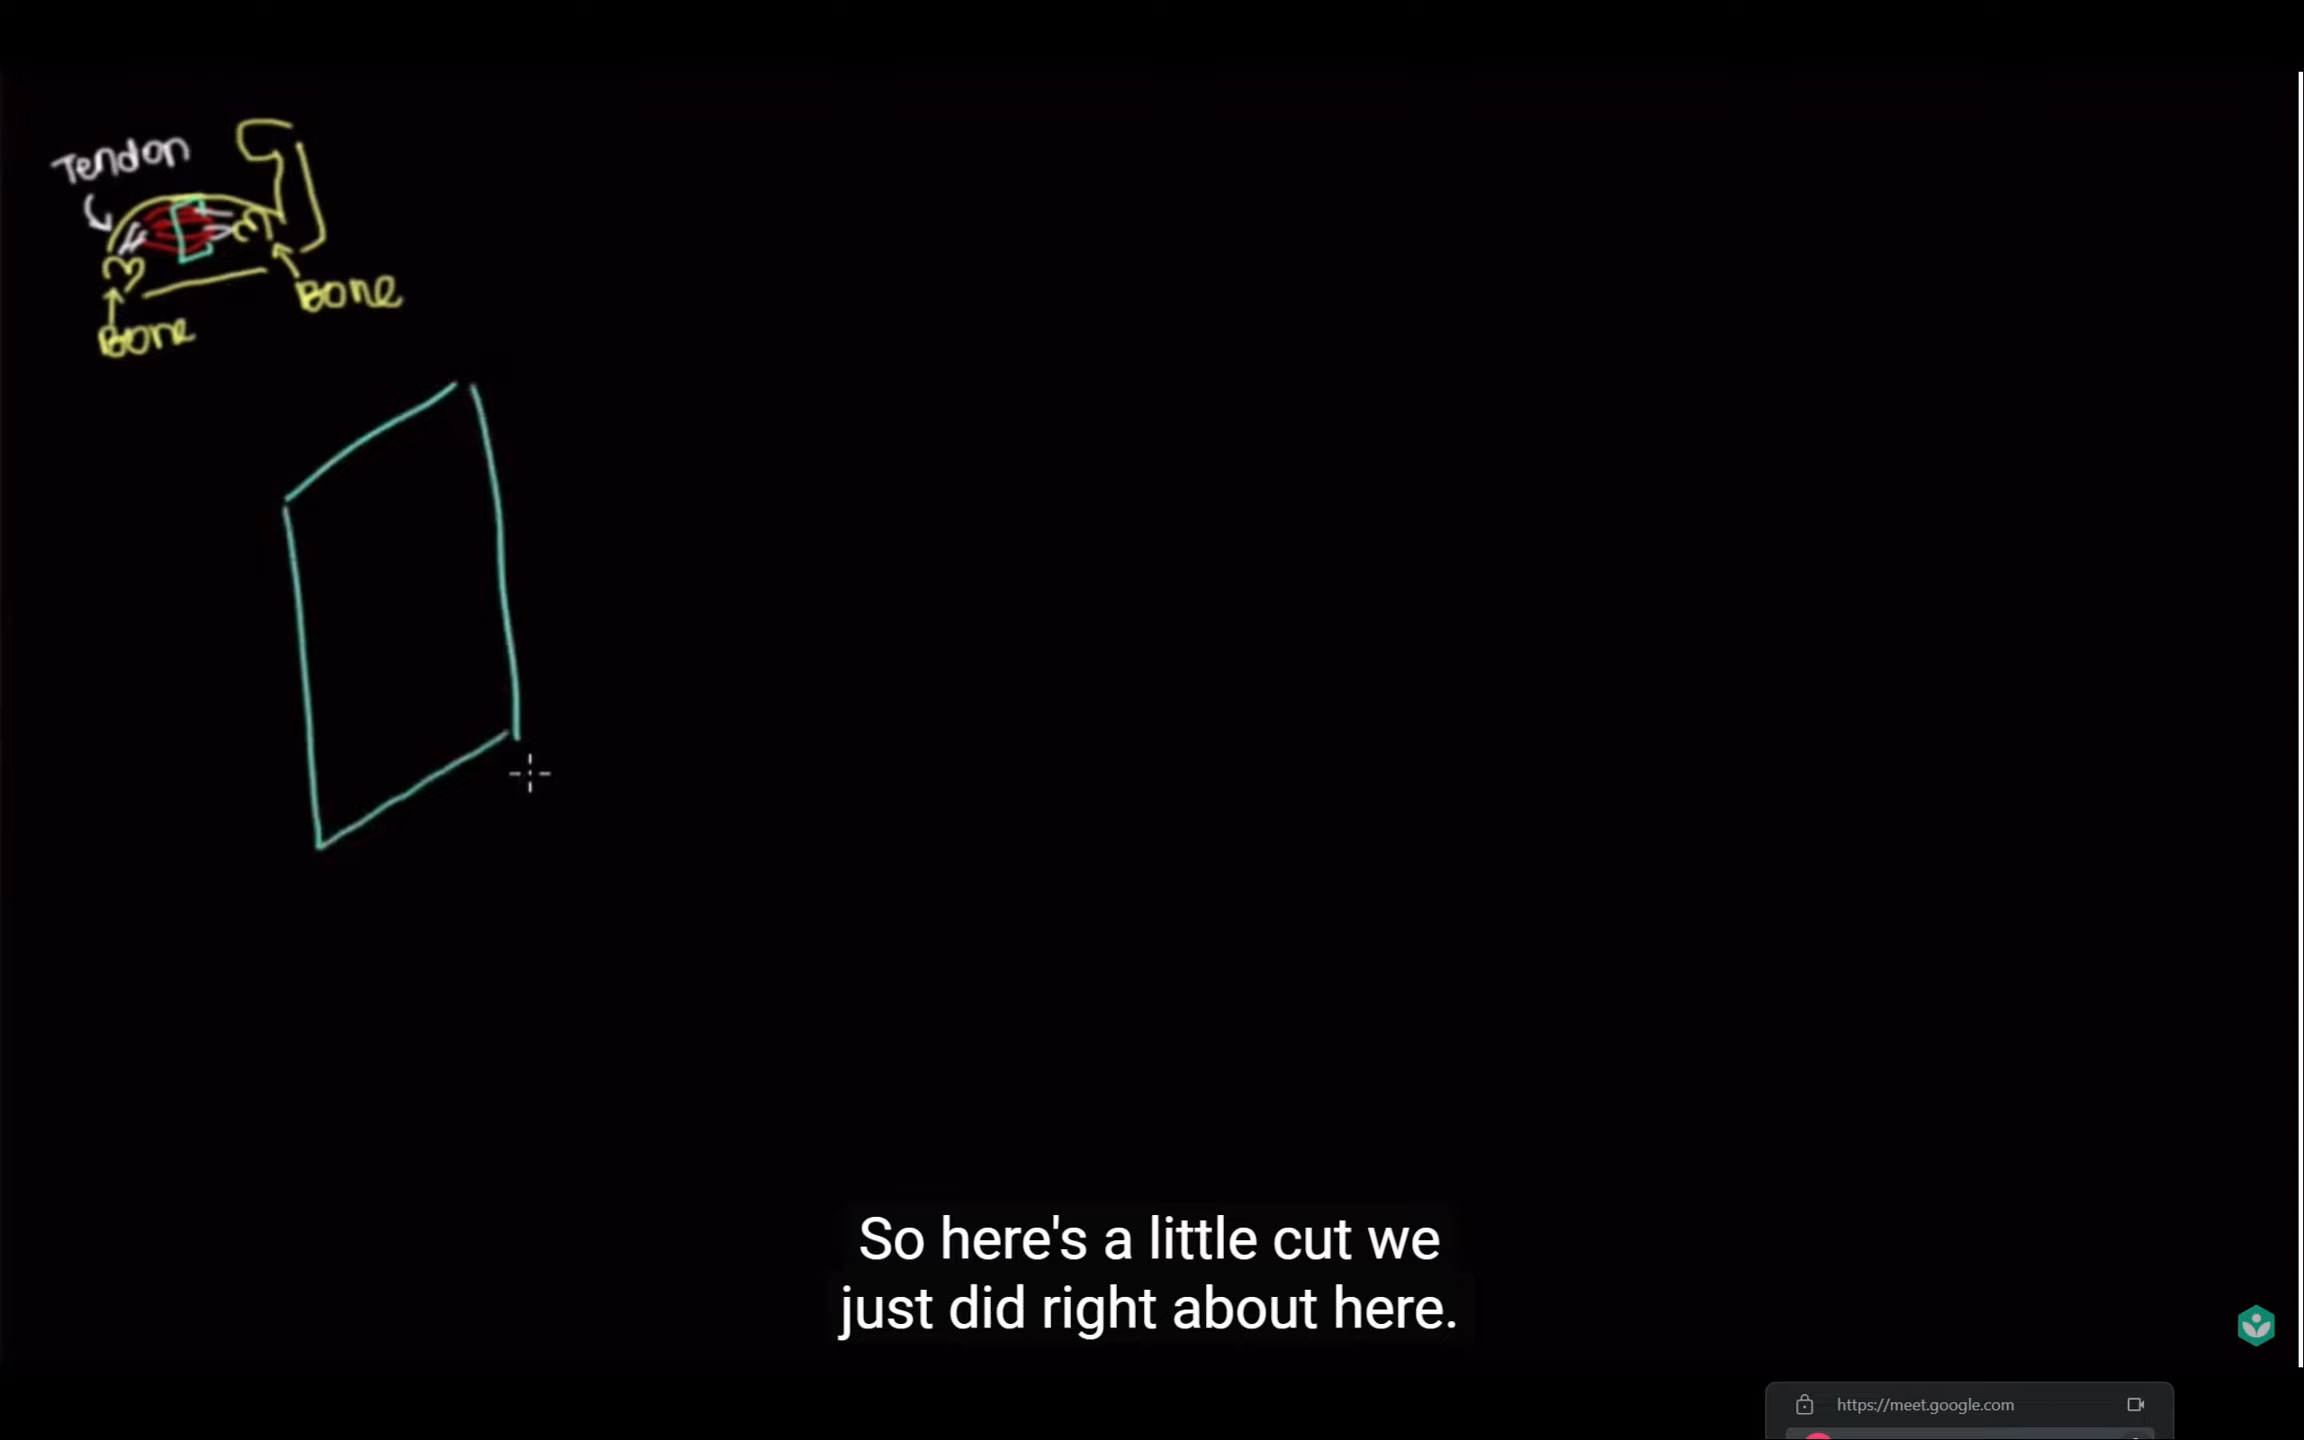 Tendon
Bone
Bone
So here's a little cut we
just did right about here.
https://meet.google.com